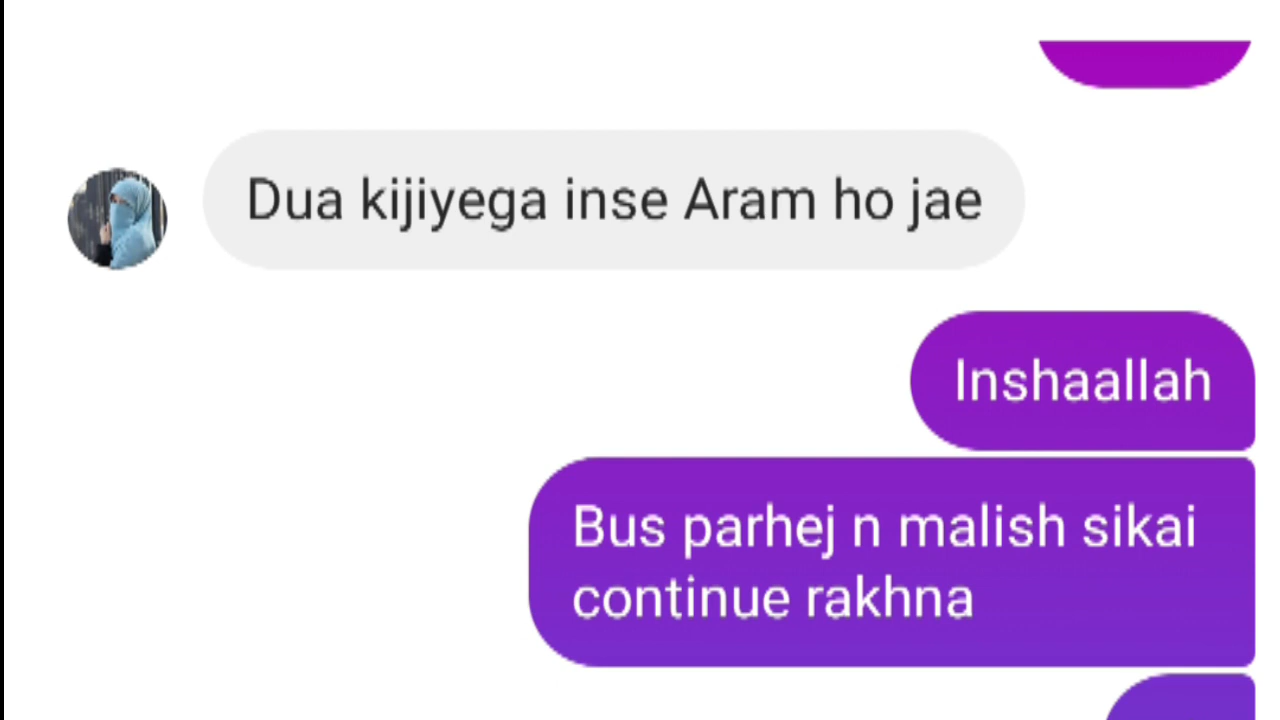 Dua kijiyega inse Aram ho jae
Inshaallah
Bus parhej n malish sikai
continue rakhna